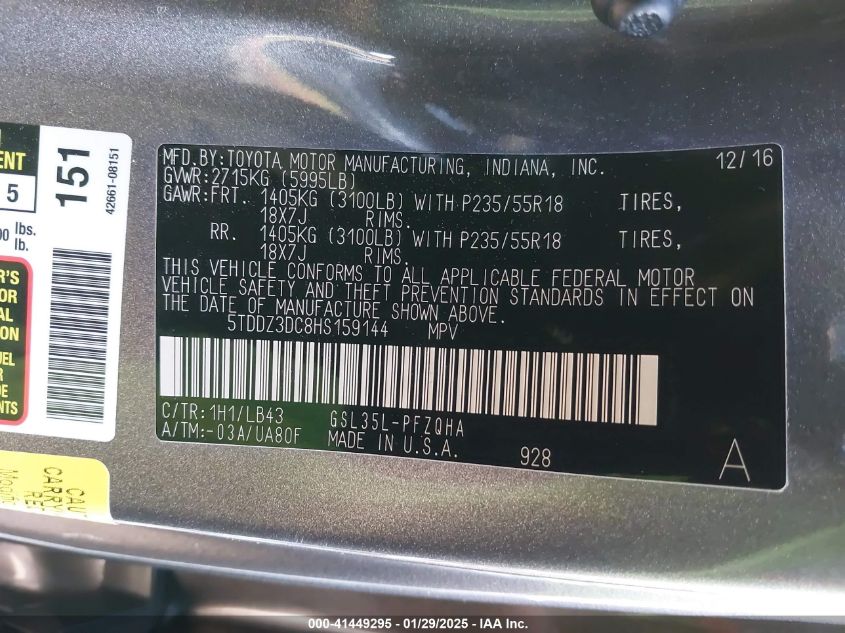 MFD. BY: TOYOTA MOTOR MANUFACTURING, INDIANA, INC. 12/16
GVWR: 2715KG (5995LB)
GAWR: FRT. 1405KG (3100LB) WITH P235/55R18 TIRES,
18X7J RIMS.
RR. 1405KG (3100LB) WITH P235/55R18 TIRES,
18X7J RIMS.
THIS VEHICLE CONFORMS TO ALL APPLICABLE FEDERAL MOTOR
VEHICLE SAFETY AND THEFT PREVENTION STANDARDS IN EFFECT ON
THE DATE OF MANUFACTURE SHOWN ABOVE.
5TDDZ3DC8HS159144 MPV
C/TR: 1H1/LB43 GSL35L-PFZQHA
A/TM: -03A/UA80F MADE IN U.S.A. 928 A
151
42661-08151
5
lbs.
lb.
000-41449295 - 01/29/2025 - IAA Inc.